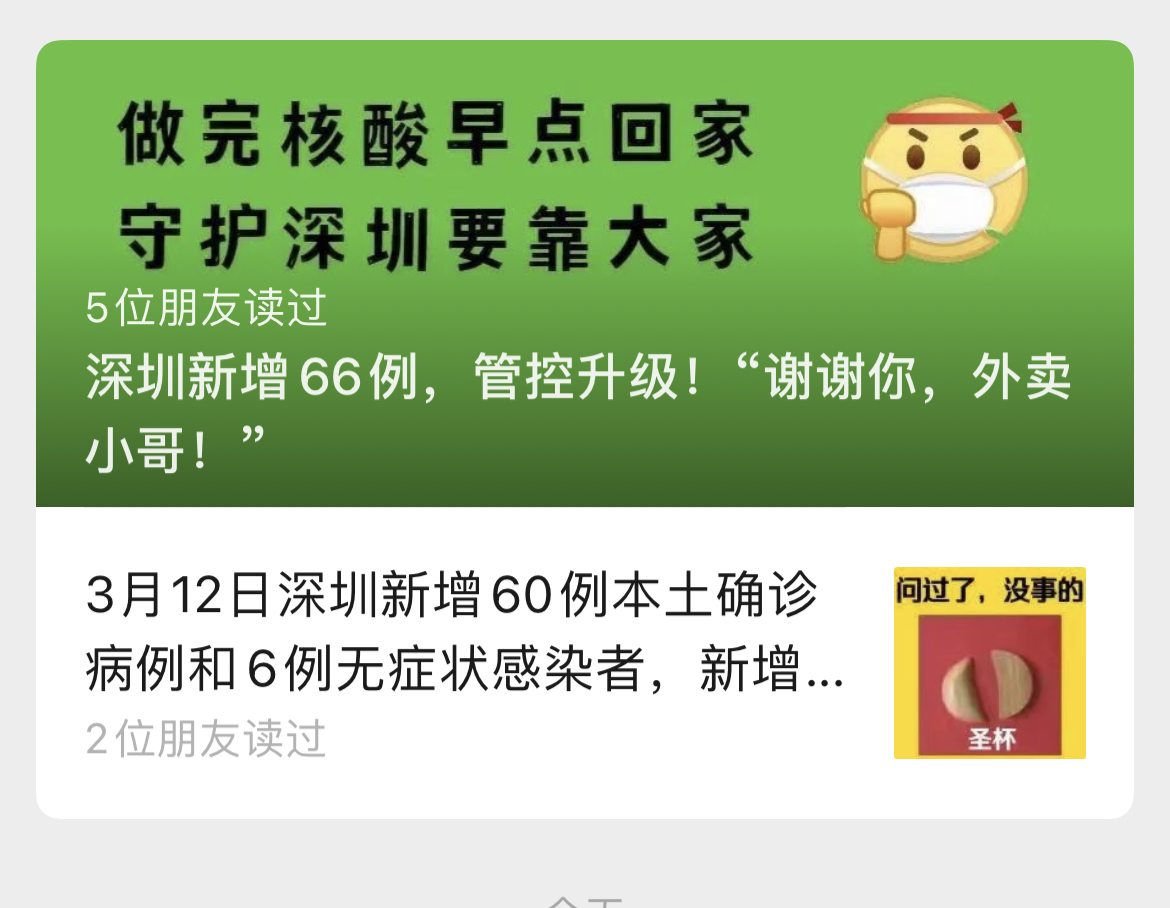 做完核酸早点回家
守护深圳要靠大家
5位朋友读过
深圳新增66例，管控升级！“谢谢你，外卖
小哥！”
3月12日深圳新增60例本土确诊
病例和6例无症状感染者，新增...
2位朋友读过
问过了，没事的
圣杯